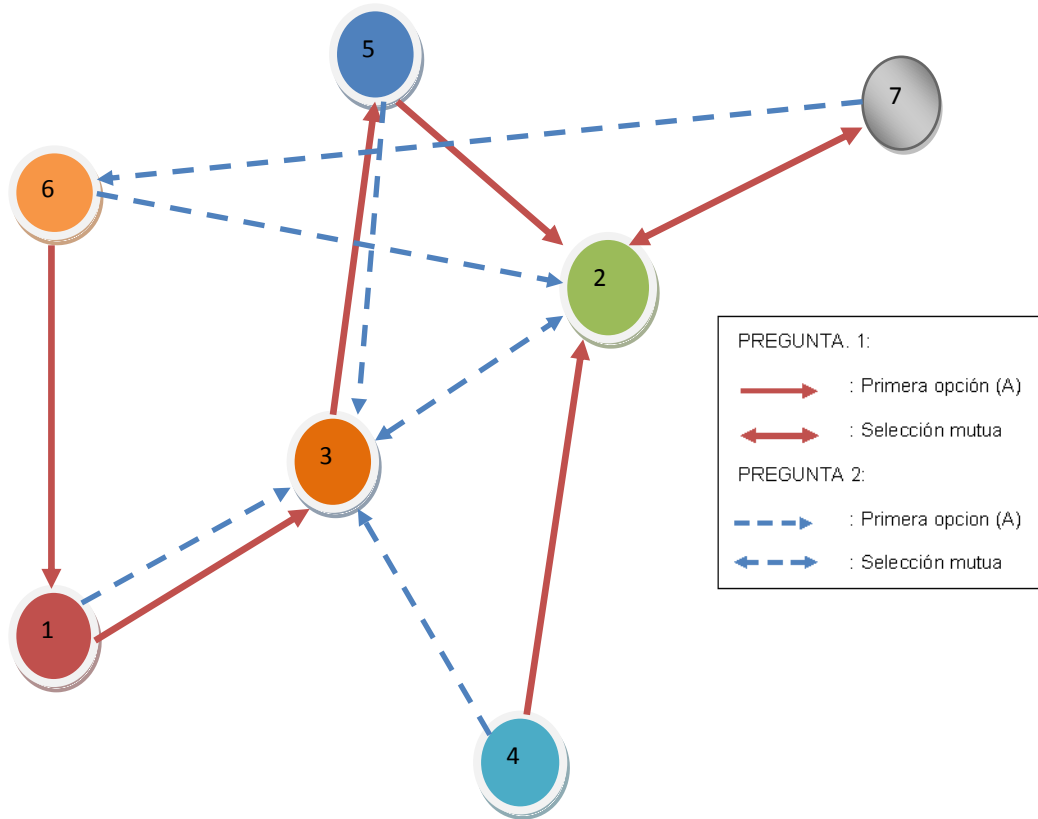 5
7
6
2
3
1
4
PREGUNTA. 1:
: Primera opción (A)
: Selección mutua
PREGUNTA 2:
: Primera opcion (A)
: Selección mutua